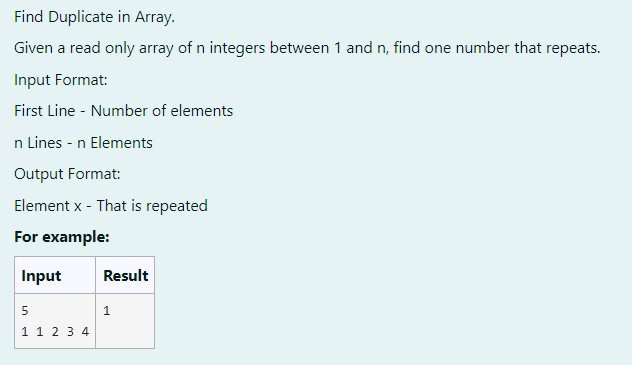 Find Duplicate in Array.
Given a read only array of n integers between 1 and n, find one number that repeats.
Input Format:
First Line - Number of elements
n Lines - n Elements
Output Format:
Element x - That is repeated
For example:
Input Result
5 1
1 1 2 3 4